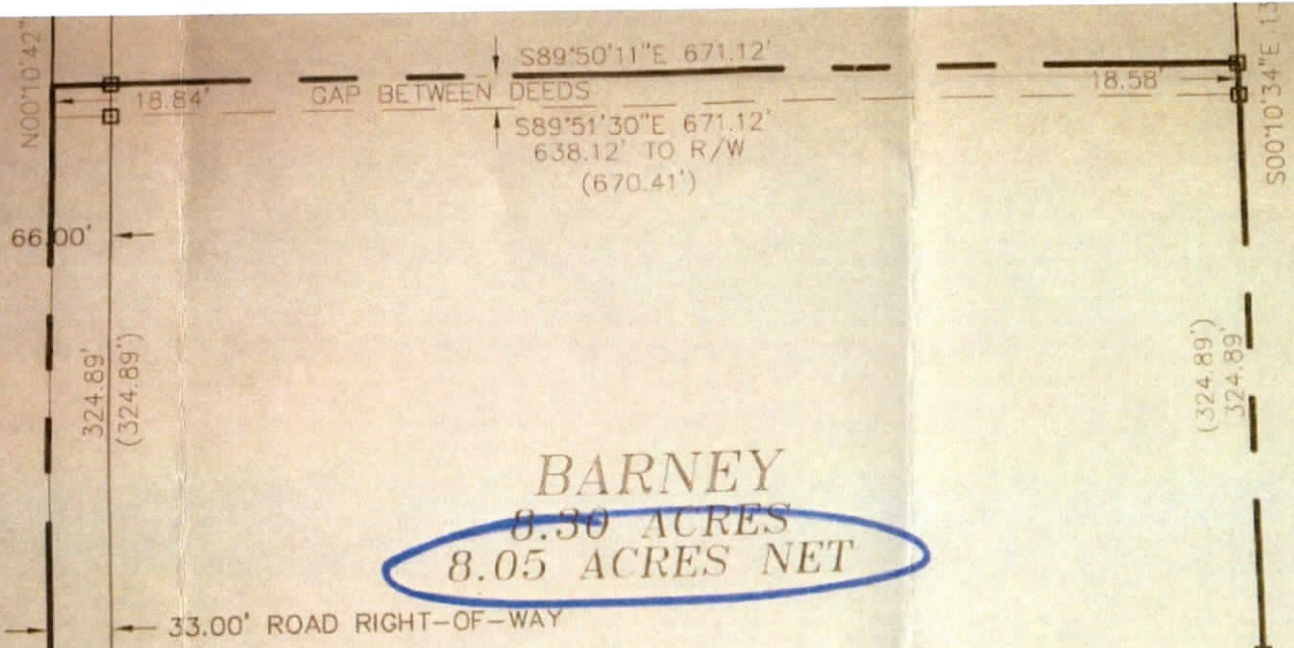 N00°10'42"
S89°50'11"E 671.12'
18.84'
GAP BETWEEN DEEDS
18.58'
S89°51'30"E 671.12'
638.12' TO R/W
(670.41')
S00°10'34"E 13
66.00'
324.89'
(324.89')
(324.89')
324.89'
BARNEY
8.30 ACRES
8.05 ACRES NET
33.00' ROAD RIGHT-OF-WAY